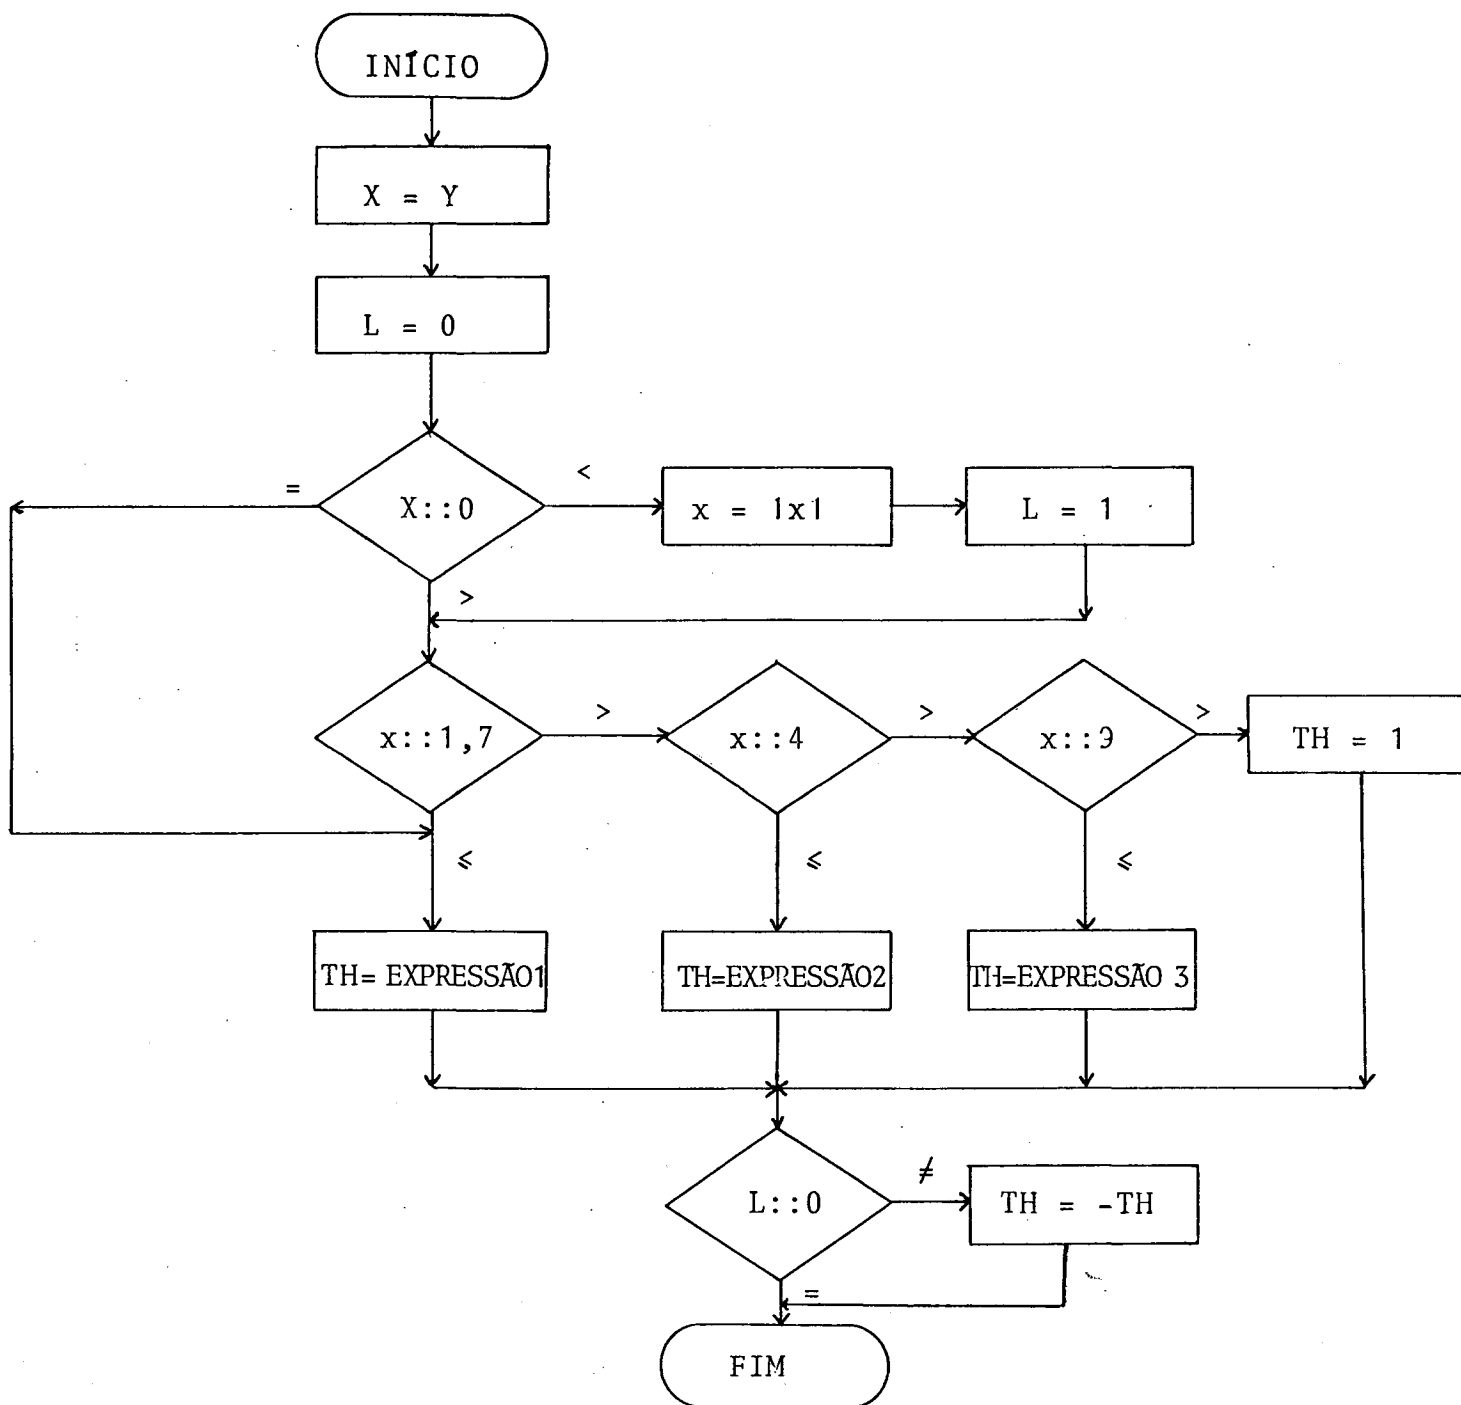 INÍCIO
X = Y
L = 0
= X::0 < x = 1x1 L = 1
>
x::1,7 > x::4 > x::9 > TH = 1
≤ ≤ ≤
TH= EXPRESSÃO1 TH=EXPRESSÃO2 TH=EXPRESSÃO 3
L::0 ≠ TH = -TH
=
FIM